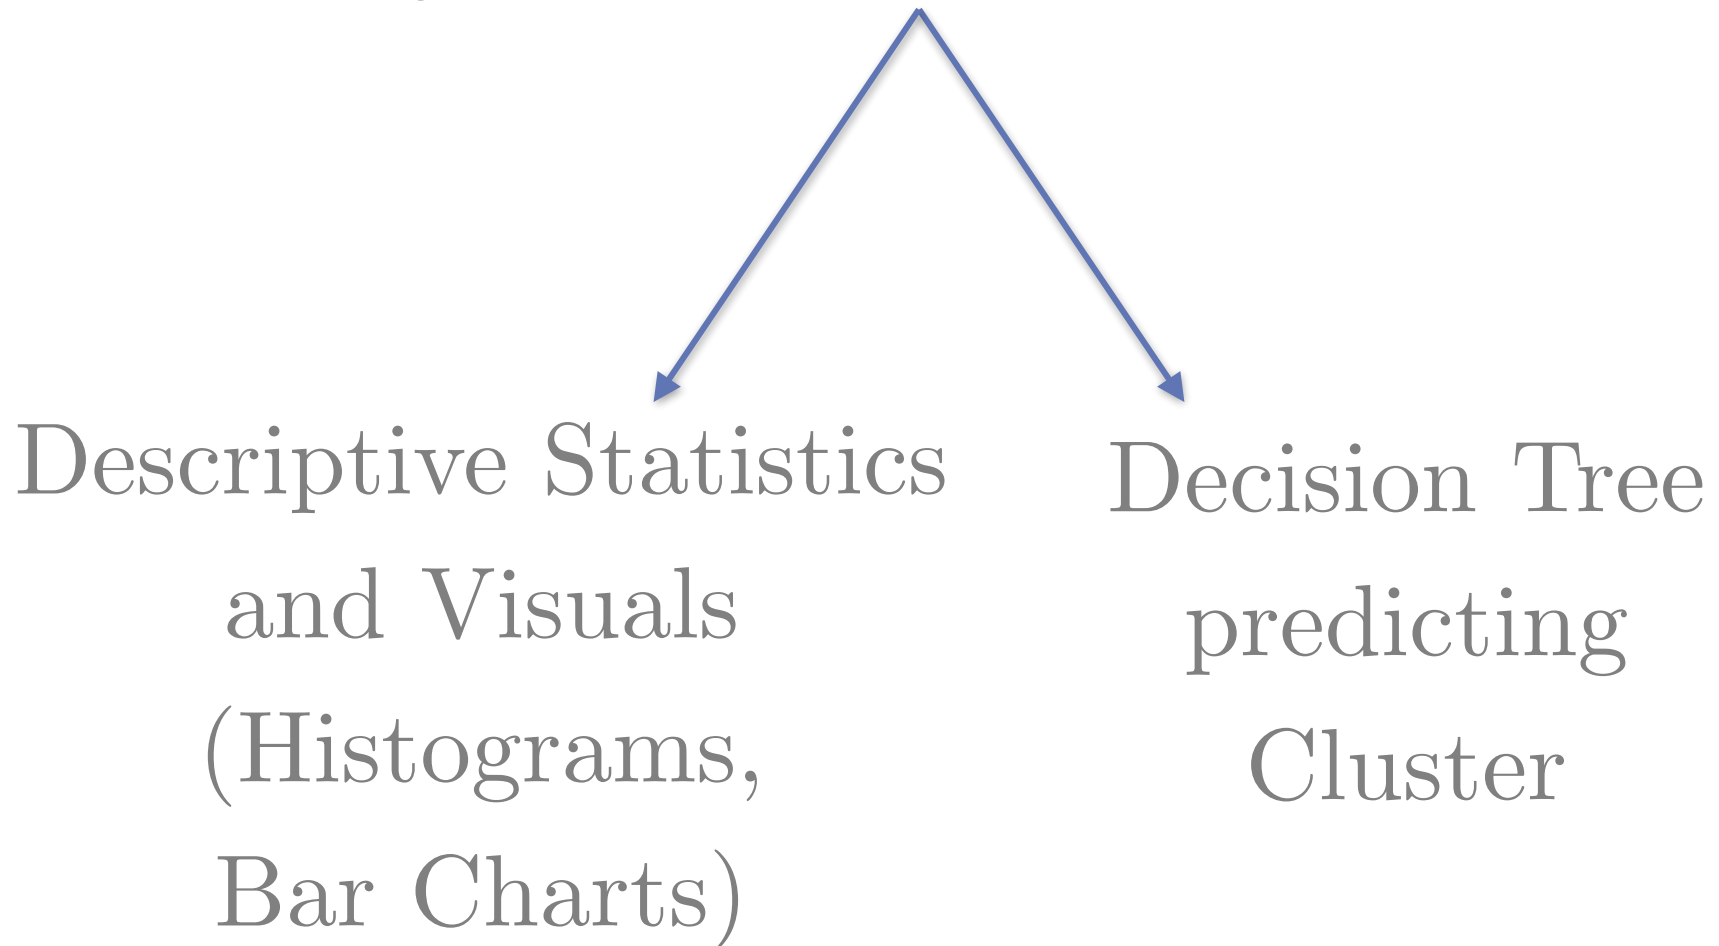 Descriptive Statistics
and Visuals
(Histograms,
Bar Charts)
Decision Tree
predicting
Cluster